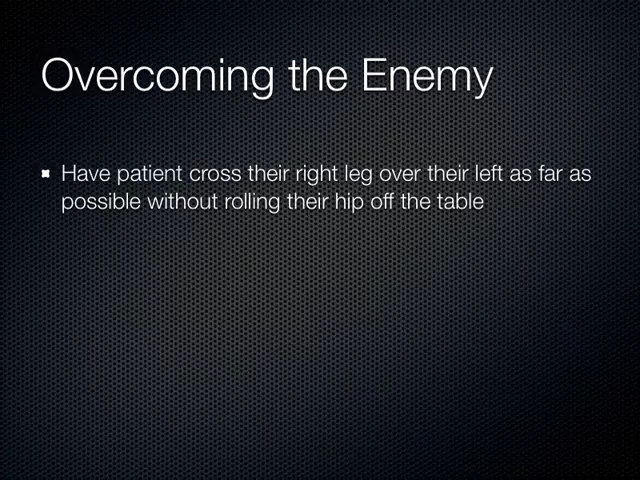 Overcoming the Enemy
Have patient cross their right leg over their left as far as
possible without rolling their hip off the table